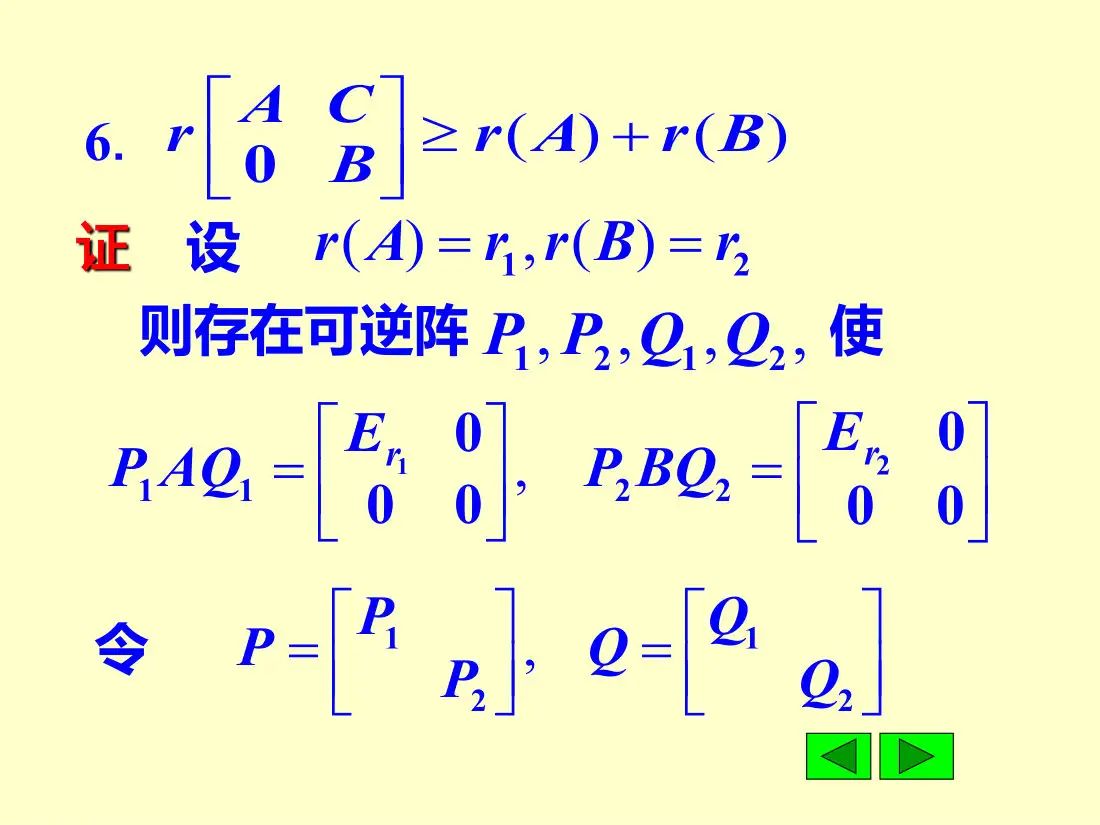 6. r [ A C ; 0 B ] ≥ r(A) + r(B)
证 设 r(A) = r₁, r(B) = r₂
则存在可逆阵 P₁, P₂, Q₁, Q₂, 使
P₁AQ₁ = [ E_{r₁} 0 ; 0 0 ], P₂BQ₂ = [ E_{r₂} 0 ; 0 0 ]
令 P = [ P₁ ; P₂ ], Q = [ Q₁ ; Q₂ ]